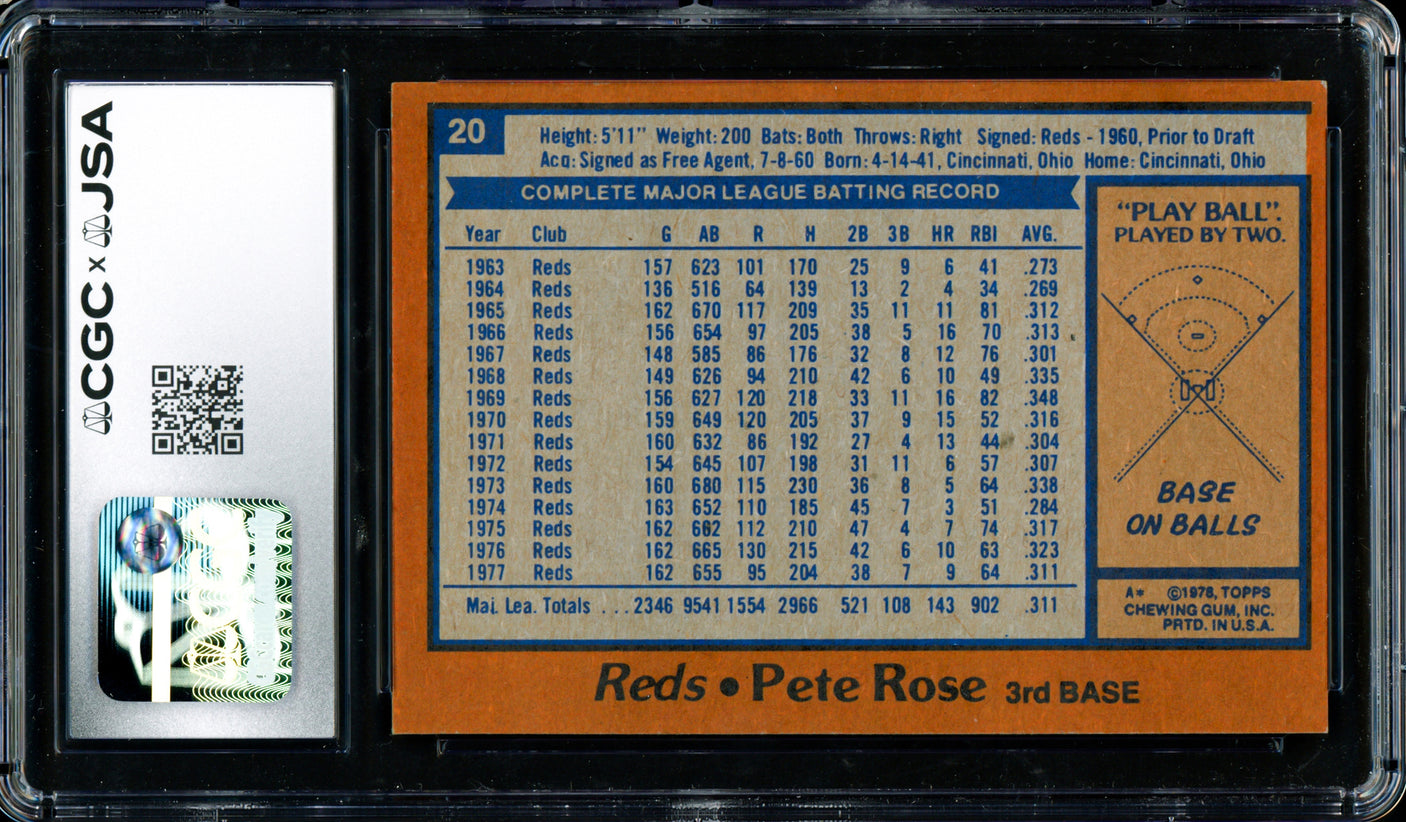 CGC x JSA
20
Height: 5'11" Weight: 200 Bats: Both Throws: Right Signed: Reds - 1960, Prior to Draft
Acq: Signed as Free Agent, 7-8-60 Born: 4-14-41, Cincinnati, Ohio Home: Cincinnati, Ohio
COMPLETE MAJOR LEAGUE BATTING RECORD
Year Club G AB R H 2B 3B HR RBI AVG.
1963 Reds 157 623 101 170 25 9 6 41 .273
1964 Reds 136 516 64 139 13 2 4 34 .269
1965 Reds 162 670 117 209 35 11 11 81 .312
1966 Reds 156 654 97 205 38 5 16 70 .313
1967 Reds 148 585 86 176 32 8 12 76 .301
1968 Reds 149 626 94 210 42 6 10 49 .335
1969 Reds 156 627 120 218 33 11 16 82 .348
1970 Reds 159 649 120 205 37 9 15 52 .316
1971 Reds 160 632 86 192 27 4 13 44 .304
1972 Reds 154 645 107 198 31 11 6 57 .307
1973 Reds 160 680 115 230 36 8 5 64 .338
1974 Reds 163 652 110 185 45 7 3 51 .284
1975 Reds 162 662 112 210 47 4 7 74 .317
1976 Reds 162 665 130 215 42 6 10 63 .323
1977 Reds 162 655 95 204 38 7 9 64 .311
Maj. Lea. Totals ... 2346 9541 1554 2966 521 108 143 902 .311
"PLAY BALL".
PLAYED BY TWO.
BASE
ON BALLS
A* ©1978, TOPPS
CHEWING GUM, INC.
PRTD. IN U.S.A.
Reds • Pete Rose 3rd BASE